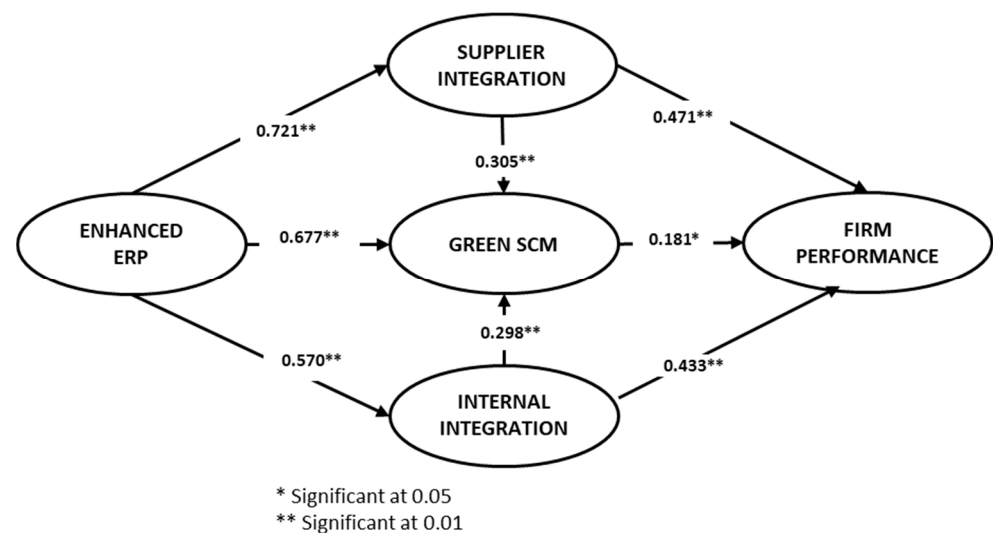 SUPPLIER
INTEGRATION
0.721**
0.471**
0.305**
ENHANCED
ERP
0.677**
GREEN SCM
0.181*
FIRM
PERFORMANCE
0.298**
0.570**
0.433**
INTERNAL
INTEGRATION
* Significant at 0.05
** Significant at 0.01